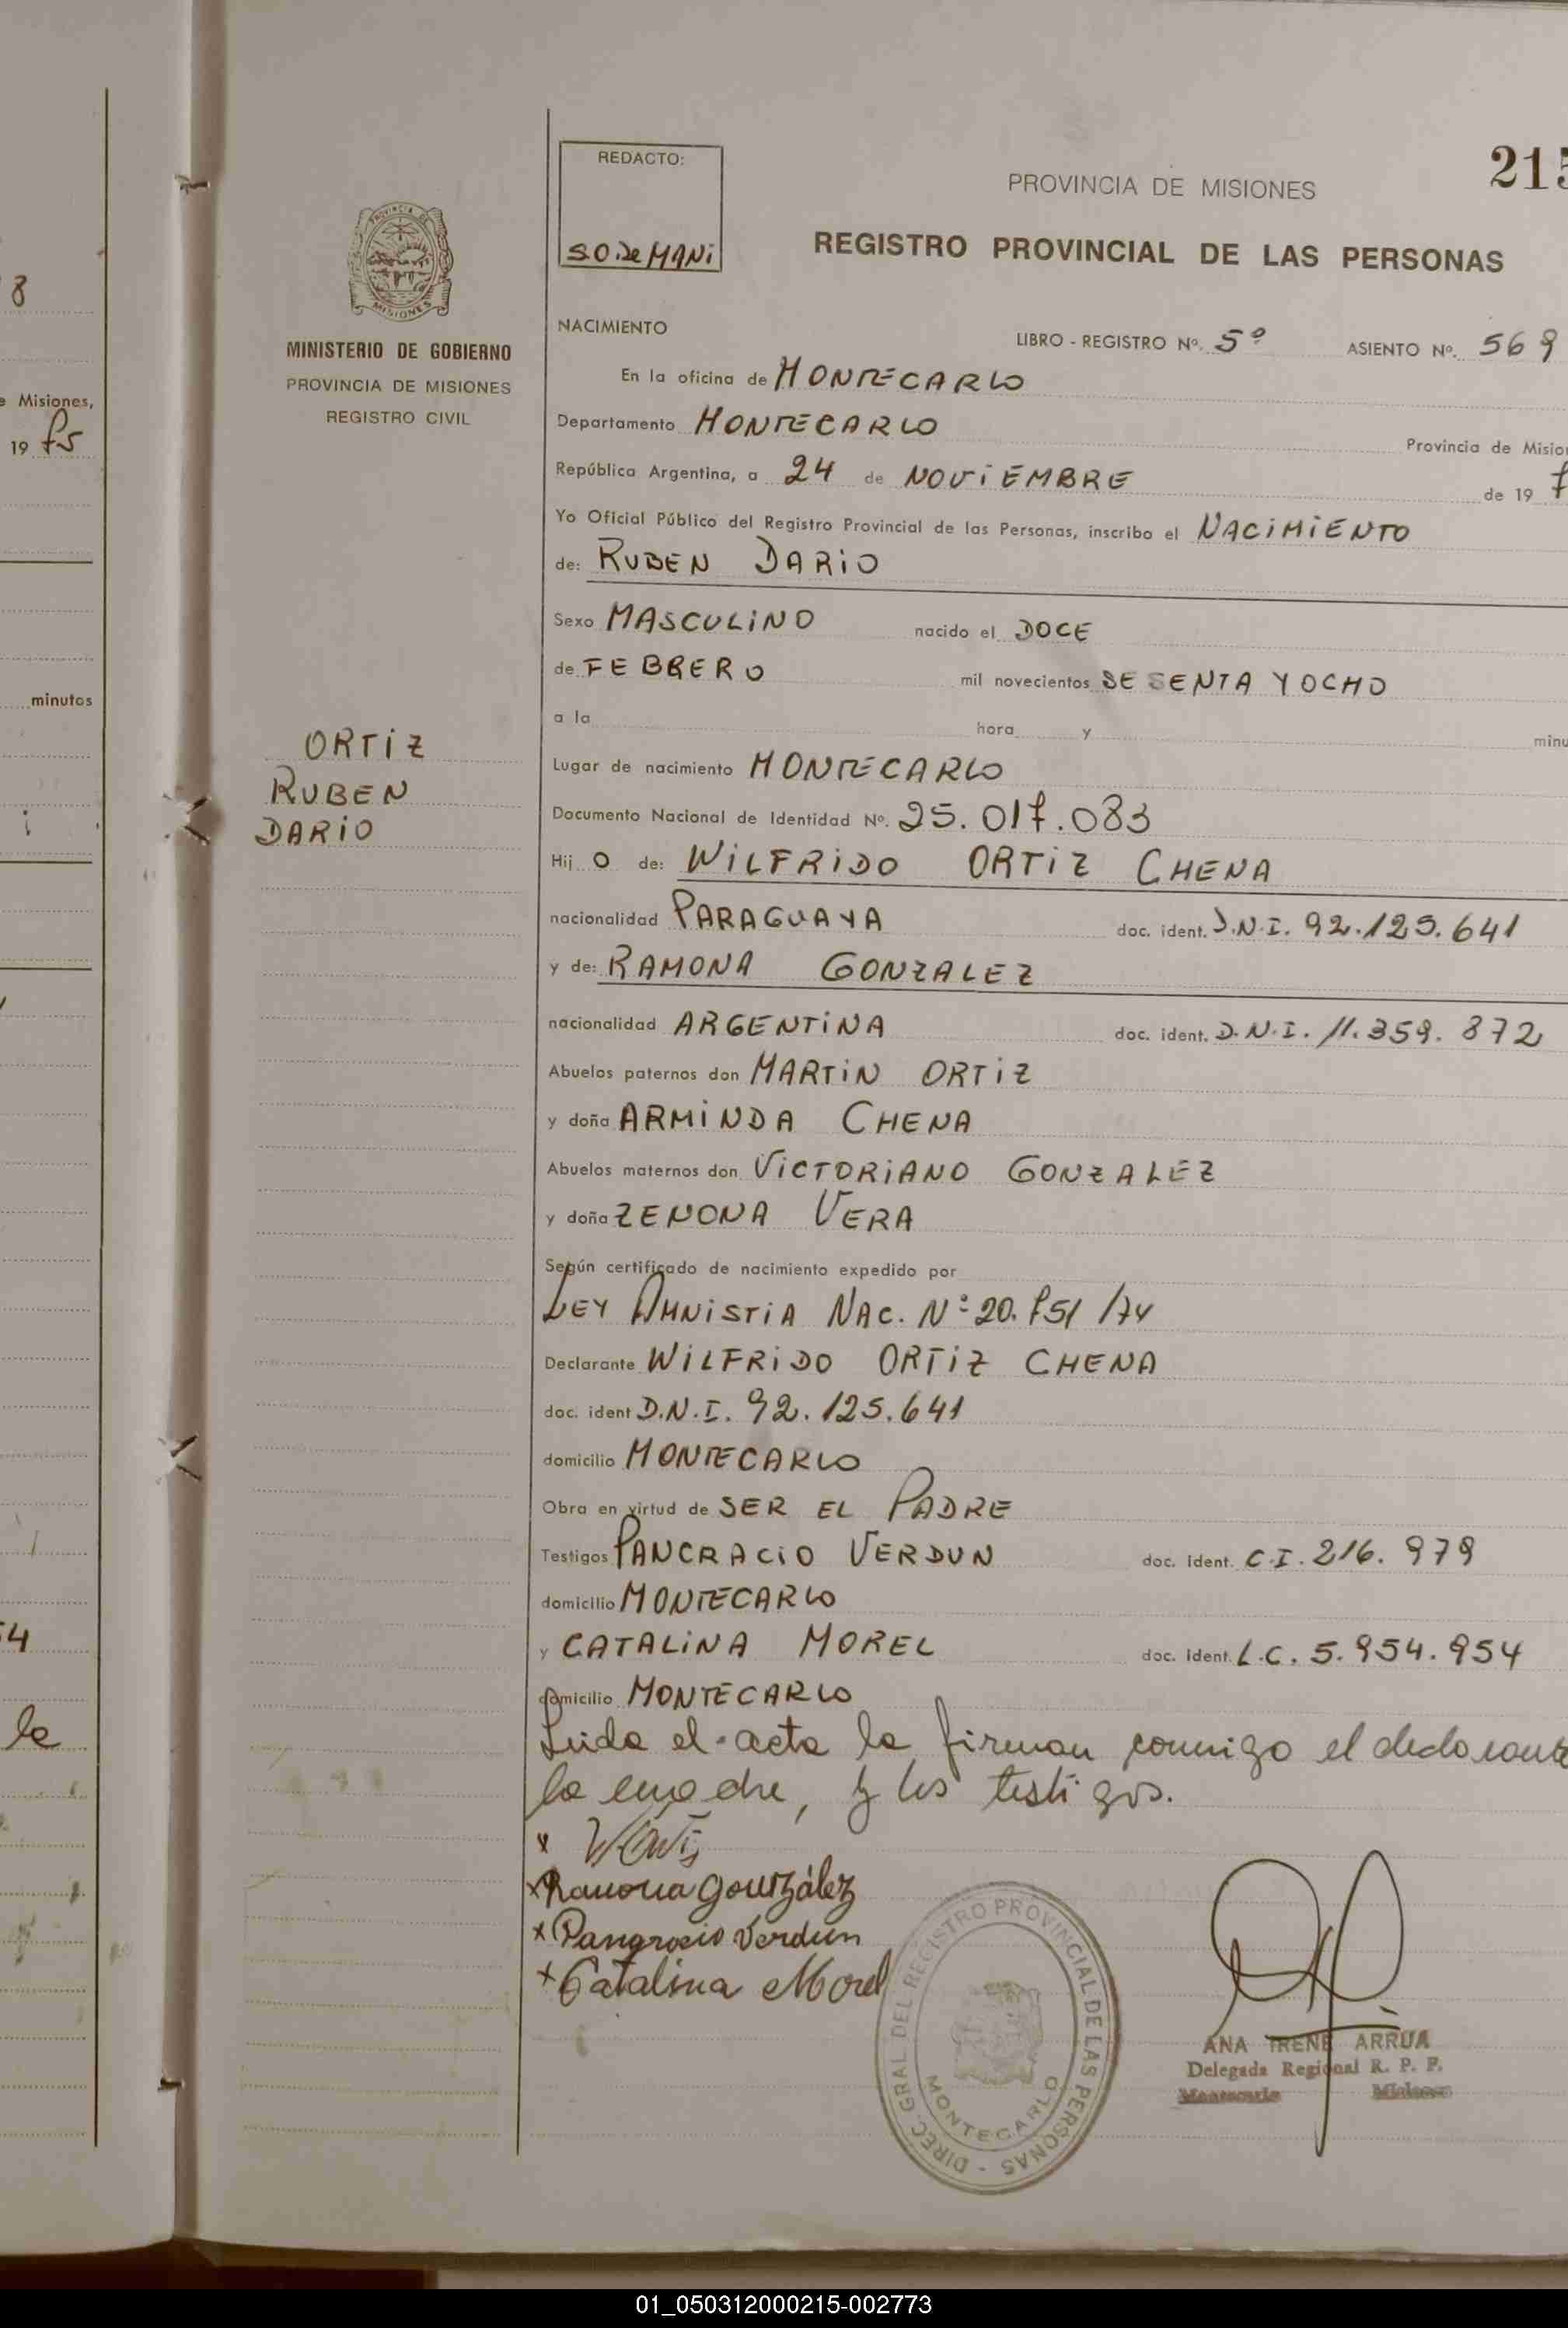 8
e Misiones,
19 75
minutos
54
la
MINISTERIO DE GOBIERNO
PROVINCIA DE MISIONES
REGISTRO CIVIL
ORTIZ
RUBEN
DARIO
REDACTO:
S.O. De MANI
215
PROVINCIA DE MISIONES
REGISTRO PROVINCIAL DE LAS PERSONAS
NACIMIENTO LIBRO - REGISTRO Nº. 5º ASIENTO Nº. 569
En la oficina de MONTECARLO
Departamento MONTECARLO Provincia de Mision
República Argentina, a 24 de NOVIEMBRE de 19 7
Yo Oficial Público del Registro Provincial de las Personas, inscribo el NACIMIENTO
de: RUBEN DARIO
Sexo MASCULINO nacido el DOCE
de FEBRERO mil novecientos SESENTA Y OCHO
a la hora y minu
Lugar de nacimiento MONTECARLO
Documento Nacional de Identidad Nº. 25.017.083
Hij O de: WILFRIDO ORTIZ CHENA
nacionalidad PARAGUAYA doc. ident. D.N.I. 92.125.641
y de: RAMONA GONZALEZ
nacionalidad ARGENTINA doc. ident. D.N.I. 11.359.872
Abuelos paternos don MARTIN ORTIZ
y doña ARMINDA CHENA
Abuelos maternos don VICTORIANO GONZALEZ
y doña ZENONA VERA
Según certificado de nacimiento expedido por
LEY AMNISTIA NAC. Nº 20.751/74
Declarante WILFRIDO ORTIZ CHENA
doc. ident D.N.I. 92.125.641
domicilio MONTECARLO
Obra en virtud de SER EL PADRE
Testigos PANCRACIO VERDUN doc. ident. C.I. 216.979
domicilio MONTECARLO
y CATALINA MOREL doc. ident. L.C. 5.954.954
domicilio MONTECARLO
Leida el acta la firman conmigo el declarante
la madre, y los testigos.
x W Ortiz
x Ramona González
x Pangracio Verdun
x Catalina Morel
DIREC. GRAL. DEL REGISTRO PROVINCIAL DE LAS PERSONAS -
MONTECARLO
ANA IRENE ARRUA
Delegada Regional R. P. P.
Montecarlo Misiones
01_050312000215-002773